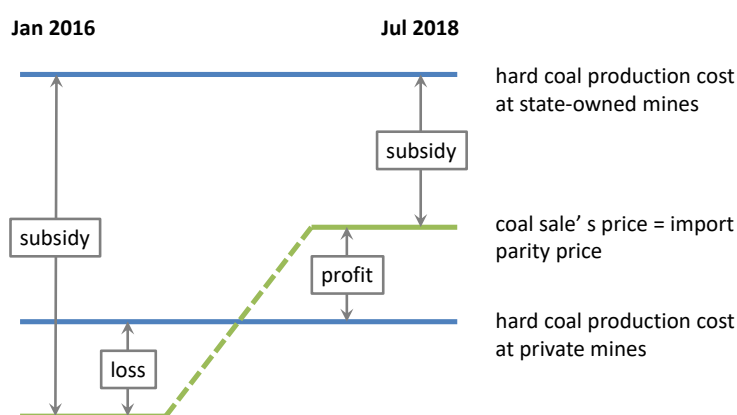 Jan 2016
Jul 2018
hard coal production cost
at state-owned mines
subsidy
subsidy
coal sale’ s price = import
parity price
profit
hard coal production cost
at private mines
loss